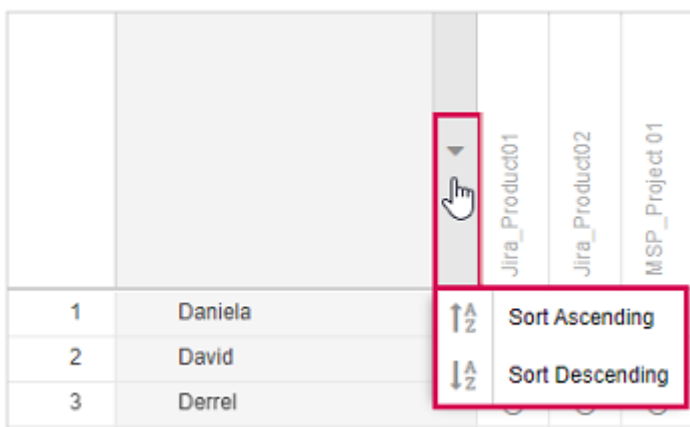 Jira_Product01
Jira_Product02
MSP_Project 01
1 Daniela
Sort Ascending
2 David
Sort Descending
3 Derrel